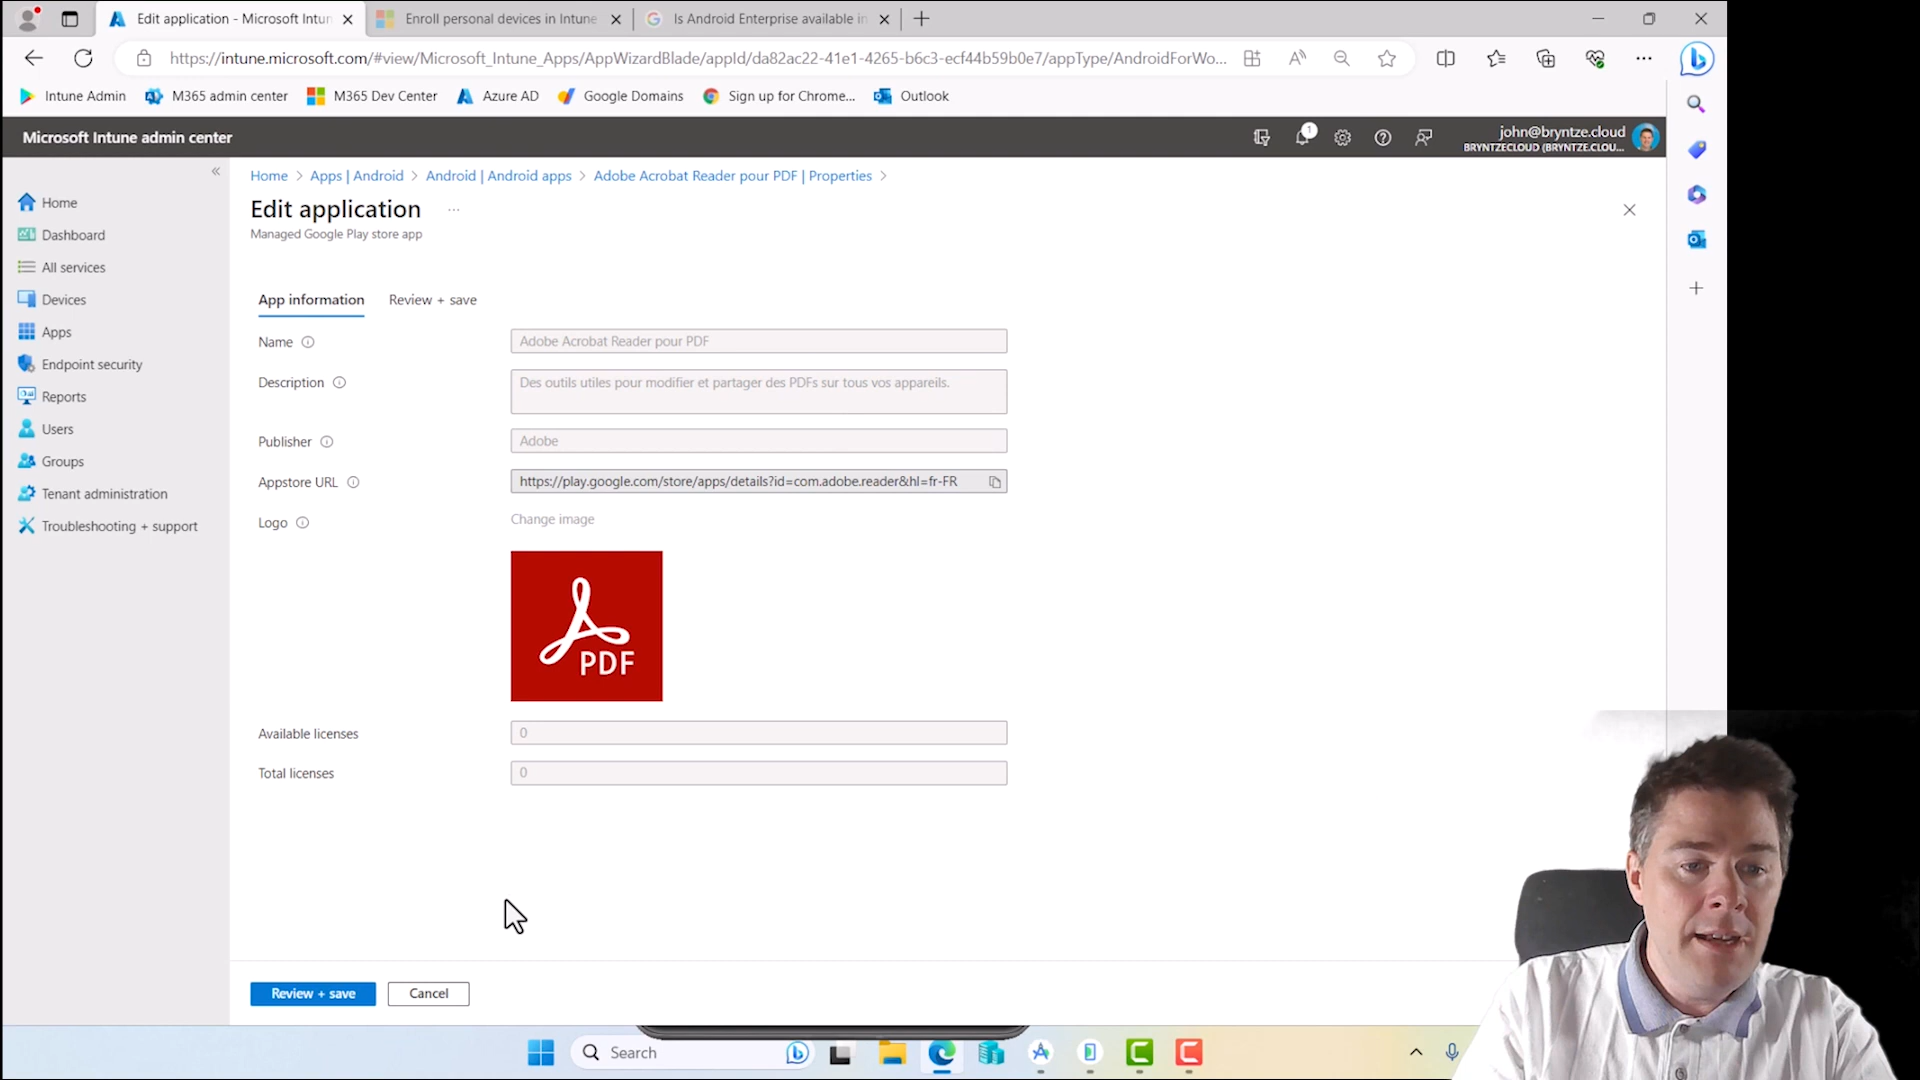 Edit application - Microsoft Intun
Enroll personal devices in Intune
Is Android Enterprise available in
https://intune.microsoft.com/#view/Microsoft_Intune_Apps/AppWizardBlade/appId/da82ac22-41e1-4265-b6c3-ecf44b59b0e7/appType/AndroidForWo...
Intune Admin
M365 admin center
M365 Dev Center
Azure AD
Google Domains
Sign up for Chrome...
Outlook
Microsoft Intune admin center
1
john@bryntze.cloud
BRYNTZECLOUD (BRYNTZE.CLOU...
Home
Dashboard
All services
Devices
Apps
Endpoint security
Reports
Users
Groups
Tenant administration
Troubleshooting + support
Home > Apps | Android > Android | Android apps > Adobe Acrobat Reader pour PDF | Properties >
Edit application ...
Managed Google Play store app
App information
Review + save
Name
Adobe Acrobat Reader pour PDF
Description
Des outils utiles pour modifier et partager des PDFs sur tous vos appareils.
Publisher
Adobe
Appstore URL
https://play.google.com/store/apps/details?id=com.adobe.reader&hl=fr-FR
Logo
Change image
PDF
Available licenses
0
Total licenses
0
Review + save
Cancel
Search